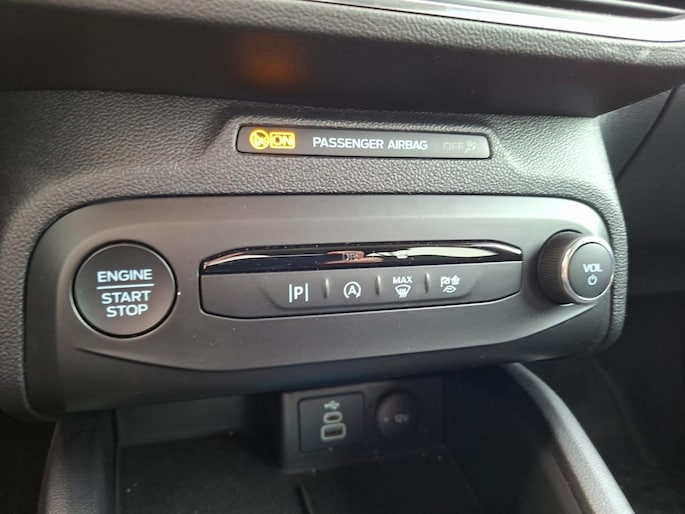 ON PASSENGER AIRBAG OFF
ENGINE
START
STOP
VOL
|P|
A
MAX
12V